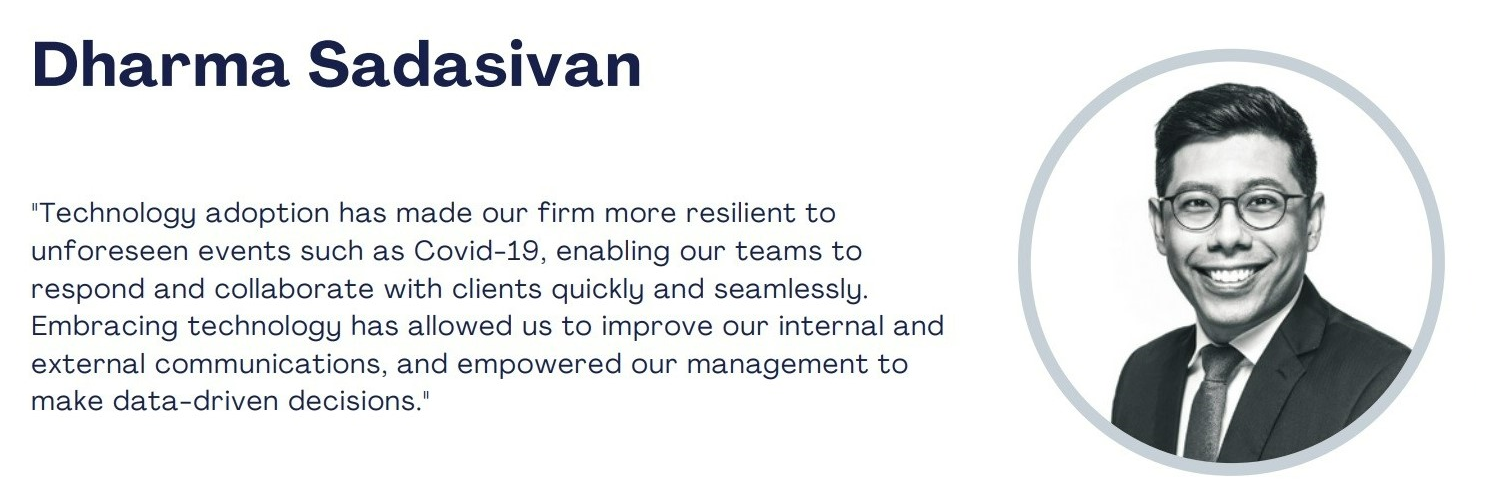 Dharma Sadasivan
"Technology adoption has made our firm more resilient to
unforeseen events such as Covid-19, enabling our teams to
respond and collaborate with clients quickly and seamlessly.
Embracing technology has allowed us to improve our internal and
external communications, and empowered our management to
make data-driven decisions."